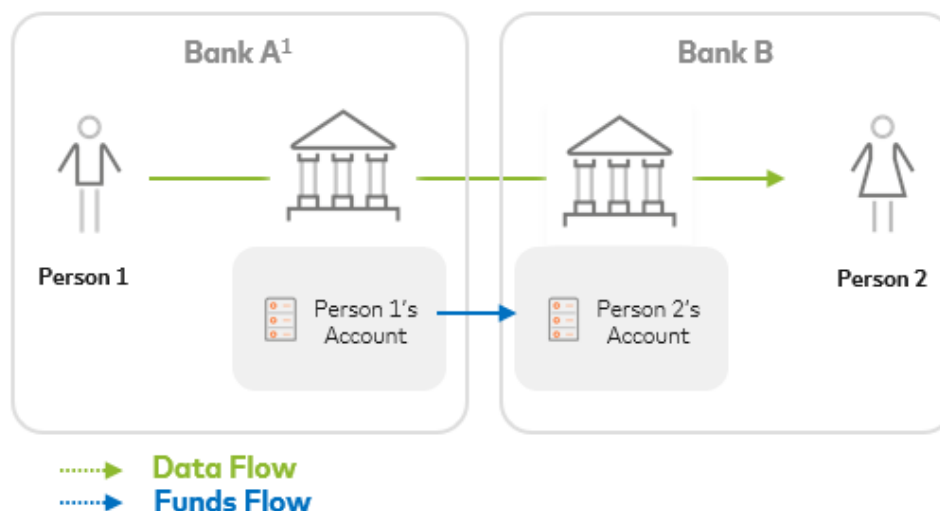 Bank A¹
Bank B
Person 1
Person 2
Person 1's
Account
Person 2's
Account
Data Flow
Funds Flow